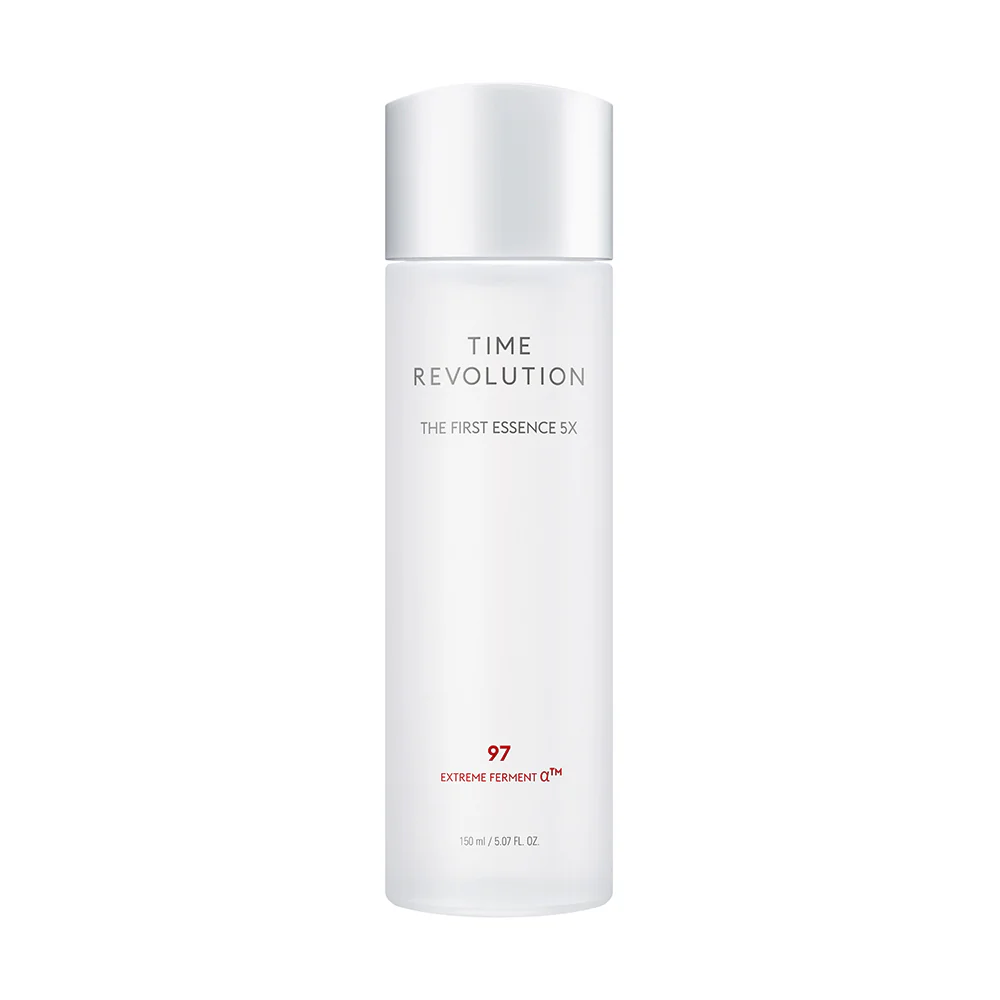 TIME
REVOLUTION
THE FIRST ESSENCE 5X
97
EXTREME FERMENT α™
150 ml / 5.07 FL. OZ.